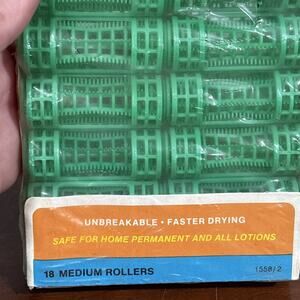 UNBREAKABLE • FASTER DRYING
SAFE FOR HOME PERMANENT AND ALL LOTIONS
18 MEDIUM ROLLERS 1558/2